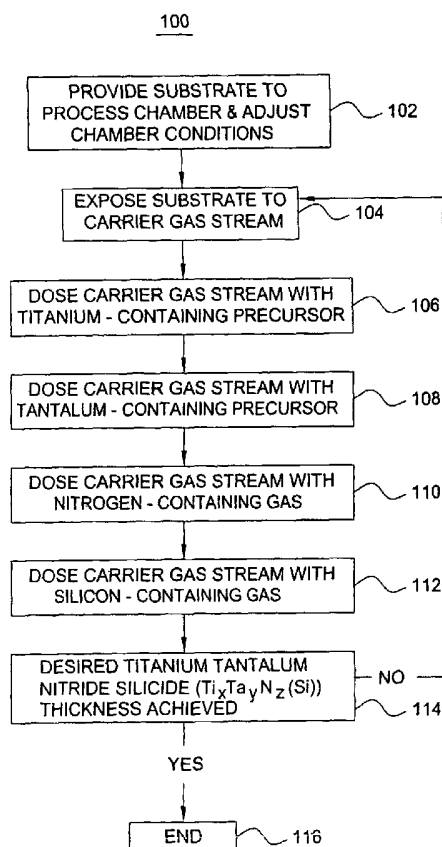 100
PROVIDE SUBSTRATE TO
PROCESS CHAMBER & ADJUST
CHAMBER CONDITIONS
102
EXPOSE SUBSTRATE TO
CARRIER GAS STREAM
104
DOSE CARRIER GAS STREAM WITH
TITANIUM - CONTAINING PRECURSOR
106
DOSE CARRIER GAS STREAM WITH
TANTALUM - CONTAINING PRECURSOR
108
DOSE CARRIER GAS STREAM WITH
NITROGEN - CONTAINING GAS
110
DOSE CARRIER GAS STREAM WITH
SILICON - CONTAINING GAS
112
DESIRED TITANIUM TANTALUM
NITRIDE SILICIDE (TixTayNz(Si))
THICKNESS ACHIEVED
NO
114
YES
END
116